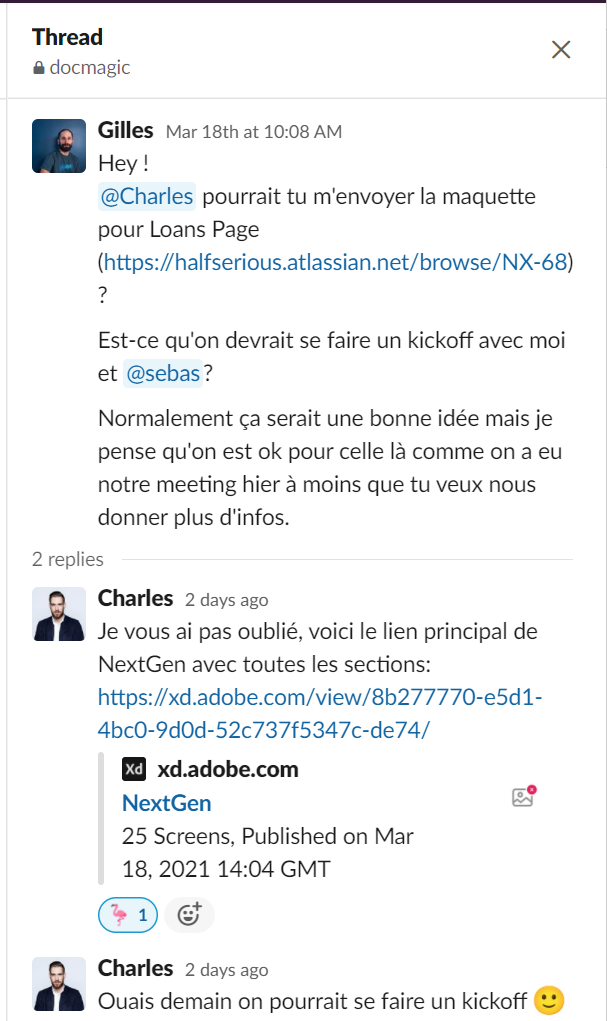 Thread
docmagic
Gilles Mar 18th at 10:08 AM
Hey !
@Charles pourrait tu m'envoyer la maquette
pour Loans Page
(https://halfserious.atlassian.net/browse/NX-68)
?
Est-ce qu'on devrait se faire un kickoff avec moi
et @sebas?
Normalement ça serait une bonne idée mais je
pense qu'on est ok pour celle là comme on a eu
notre meeting hier à moins que tu veux nous
donner plus d'infos.
2 replies
Charles 2 days ago
Je vous ai pas oublié, voici le lien principal de
NextGen avec toutes les sections:
https://xd.adobe.com/view/8b277770-e5d1-
4bc0-9d0d-52c737f5347c-de74/
Xd xd.adobe.com
NextGen
25 Screens, Published on Mar
18, 2021 14:04 GMT
🦩 1
Charles 2 days ago
Ouais demain on pourrait se faire un kickoff 🙂